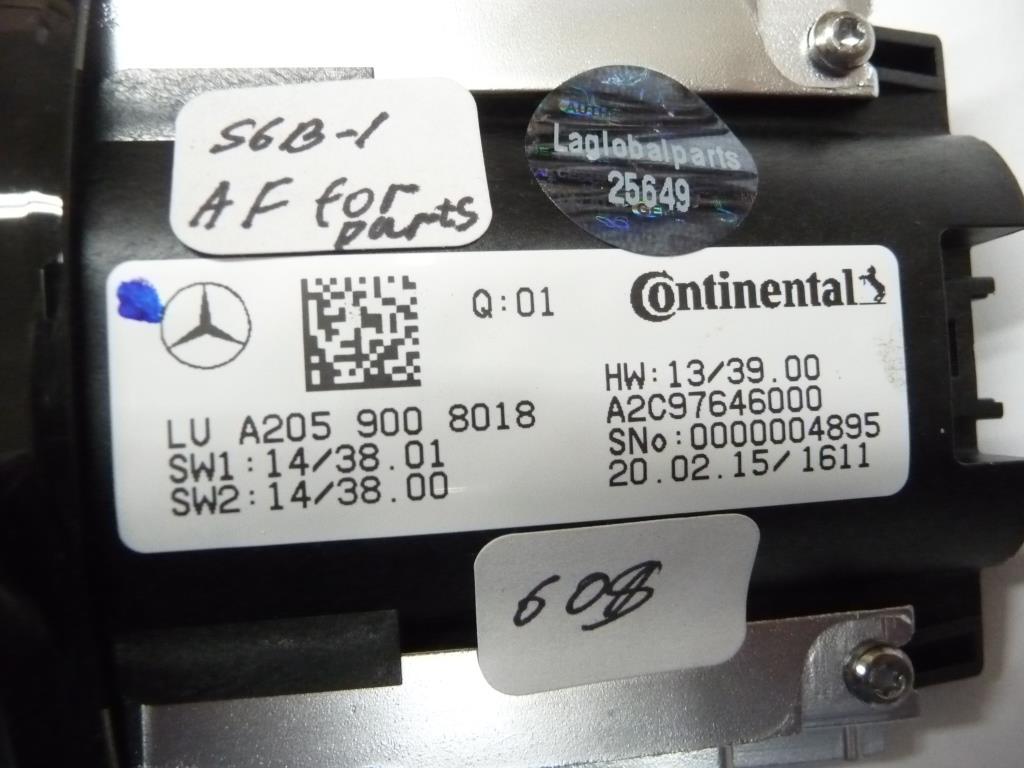 S6B-1
AF for
parts
AUTO
Laglobalparts
25649
Q:01
Continental
LU A205 900 8018
SW1:14/38.01
SW2:14/38.00
HW:13/39.00
A2C97646000
SNo:0000004895
20.02.15/1611
608